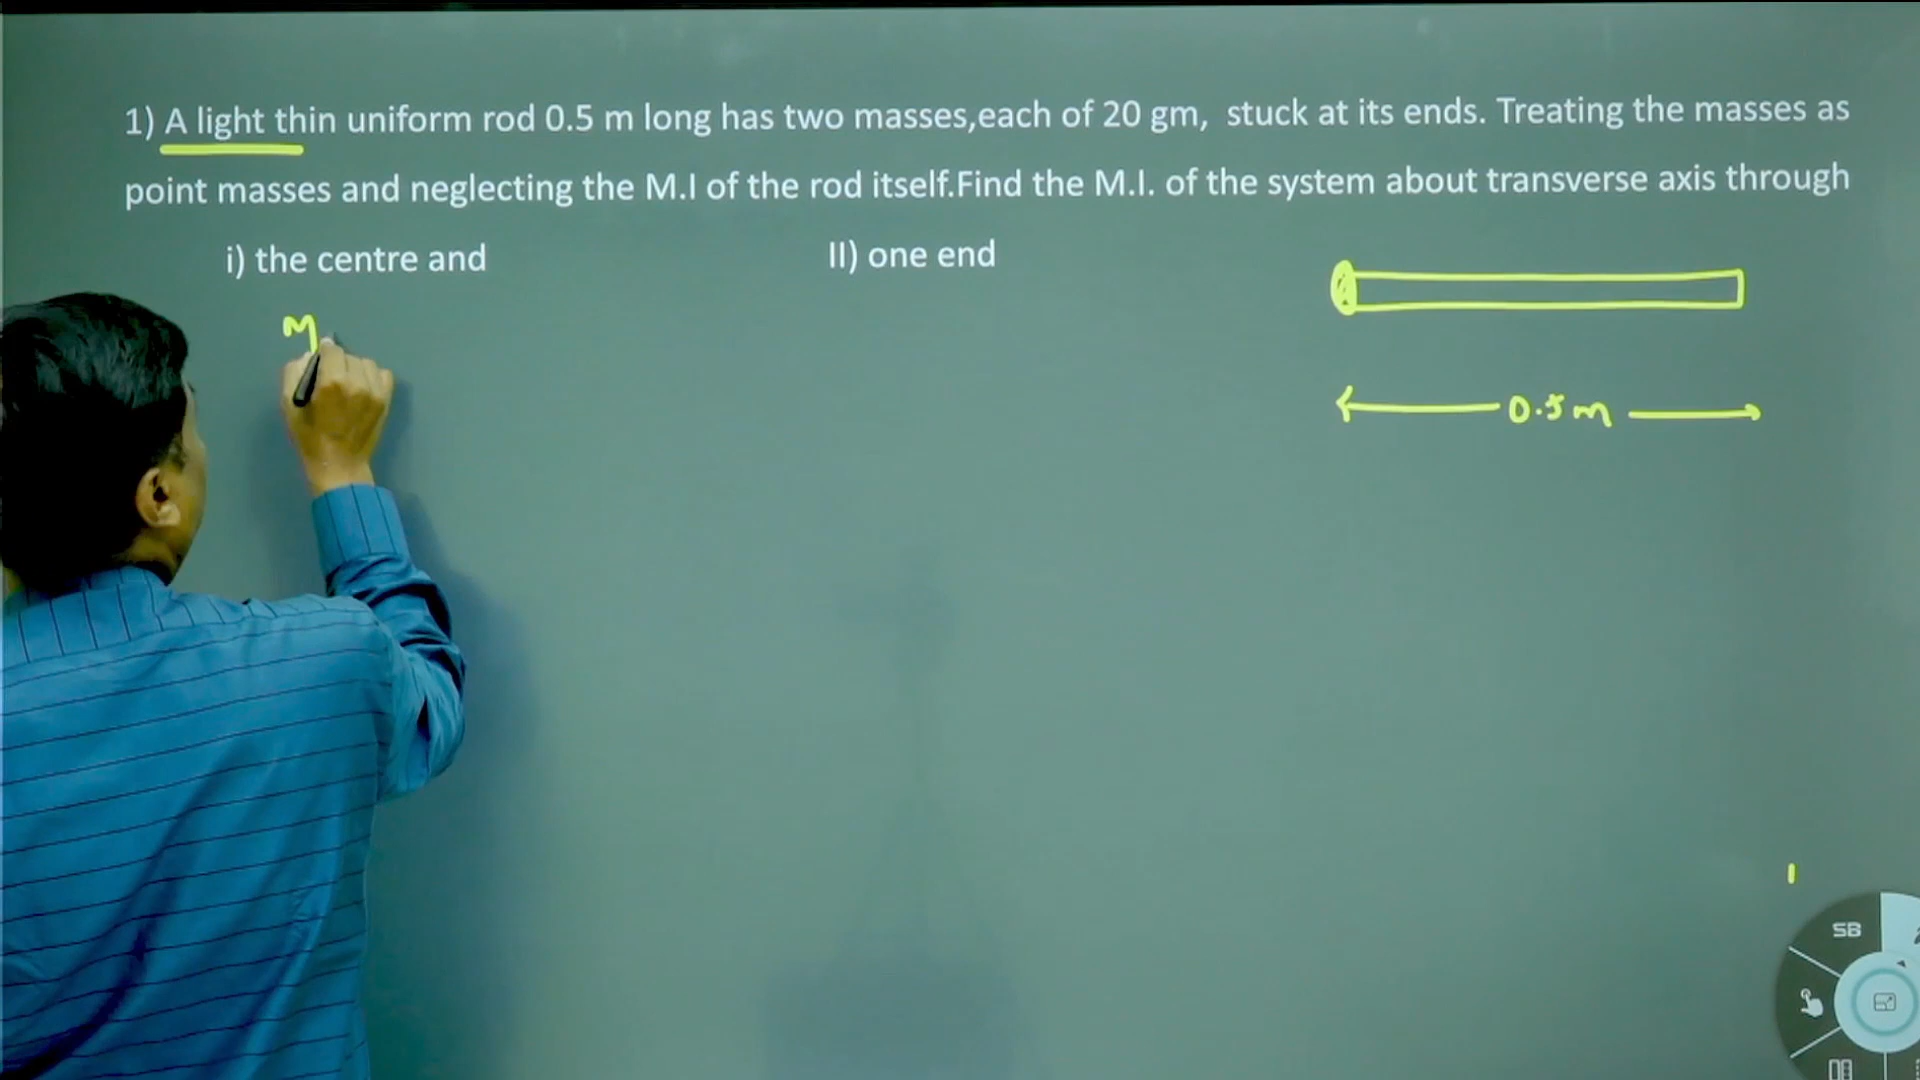 1) A light thin uniform rod 0.5 m long has two masses,each of 20 gm, stuck at its ends. Treating the masses as
point masses and neglecting the M.I of the rod itself.Find the M.I. of the system about transverse axis through
i) the centre and II) one end
M
0.5 m
SB